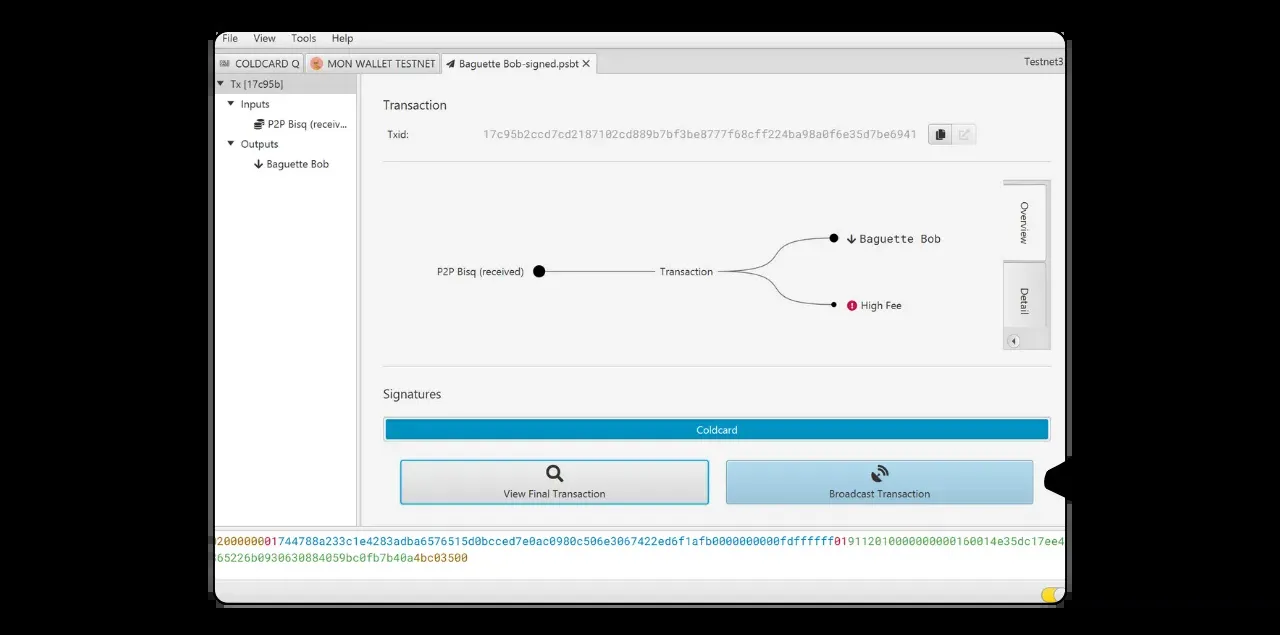 File View Tools Help
COLDCARD Q MON WALLET TESTNET Baguette Bob-signed.psbt Testnet3
Tx [17c95b]
Inputs
P2P Bisq (receiv...
Outputs
Baguette Bob
Transaction
Txid: 17c95b2ccd7cd2187102cd889b7bf3be8777f68cff224ba98a0f6e35d7be6941
Overview
Baguette Bob
P2P Bisq (received) Transaction
High Fee
Detail
Signatures
Coldcard
View Final Transaction Broadcast Transaction
02000000001744788a233c1e4283adba6576515d0bcced7e0ac0980c506e3067422ed6f1afb0000000000fdffffff0191120100000000160014e35dc17ee4
365226b0930630884059bc0fb7b40a4bc03500